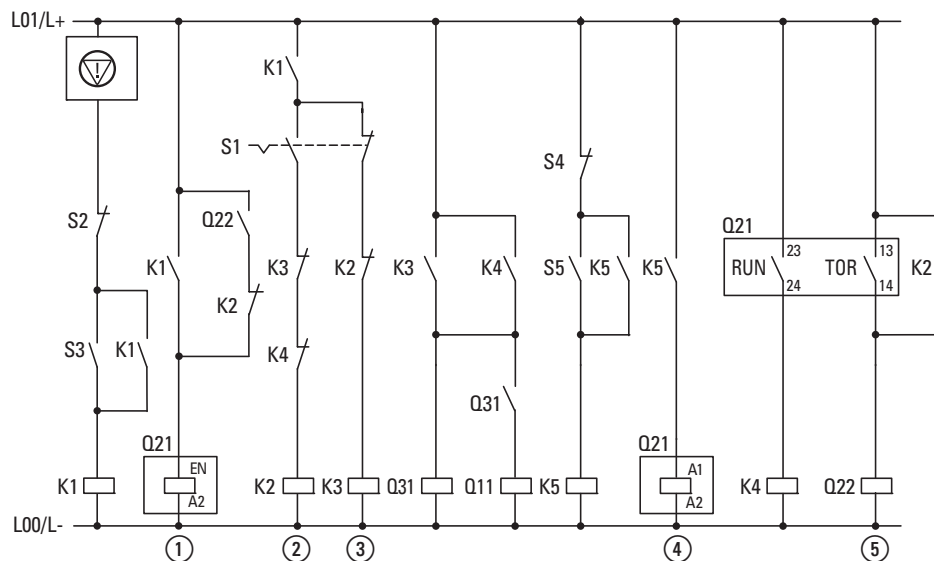 L01/L+
!
K1
S1
S4
S2
Q22
Q21
K1
K3
K2
K3
K4
S5
K5
K5
RUN
23
24
TOR
13
14
K2
K2
S3
K1
K4
Q31
Q21
EN
A2
Q21
A1
A2
K1
K2
K3
Q31
Q11
K5
K4
Q22
L00/L-
1
2
3
4
5